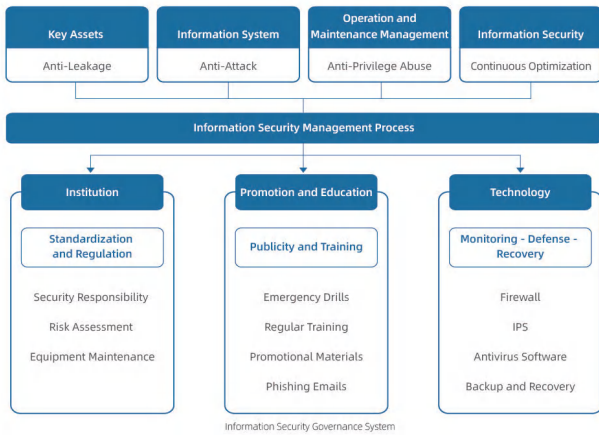 Key Assets
Anti-Leakage
Information System
Anti-Attack
Operation and
Maintenance Management
Anti-Privilege Abuse
Information Security
Continuous Optimization
Information Security Management Process
Institution
Standardization
and Regulation
Security Responsibility
Risk Assessment
Equipment Maintenance
Promotion and Education
Publicity and Training
Emergency Drills
Regular Training
Promotional Materials
Phishing Emails
Technology
Monitoring - Defense -
Recovery
Firewall
IPS
Antivirus Software
Backup and Recovery
Information Security Governance System